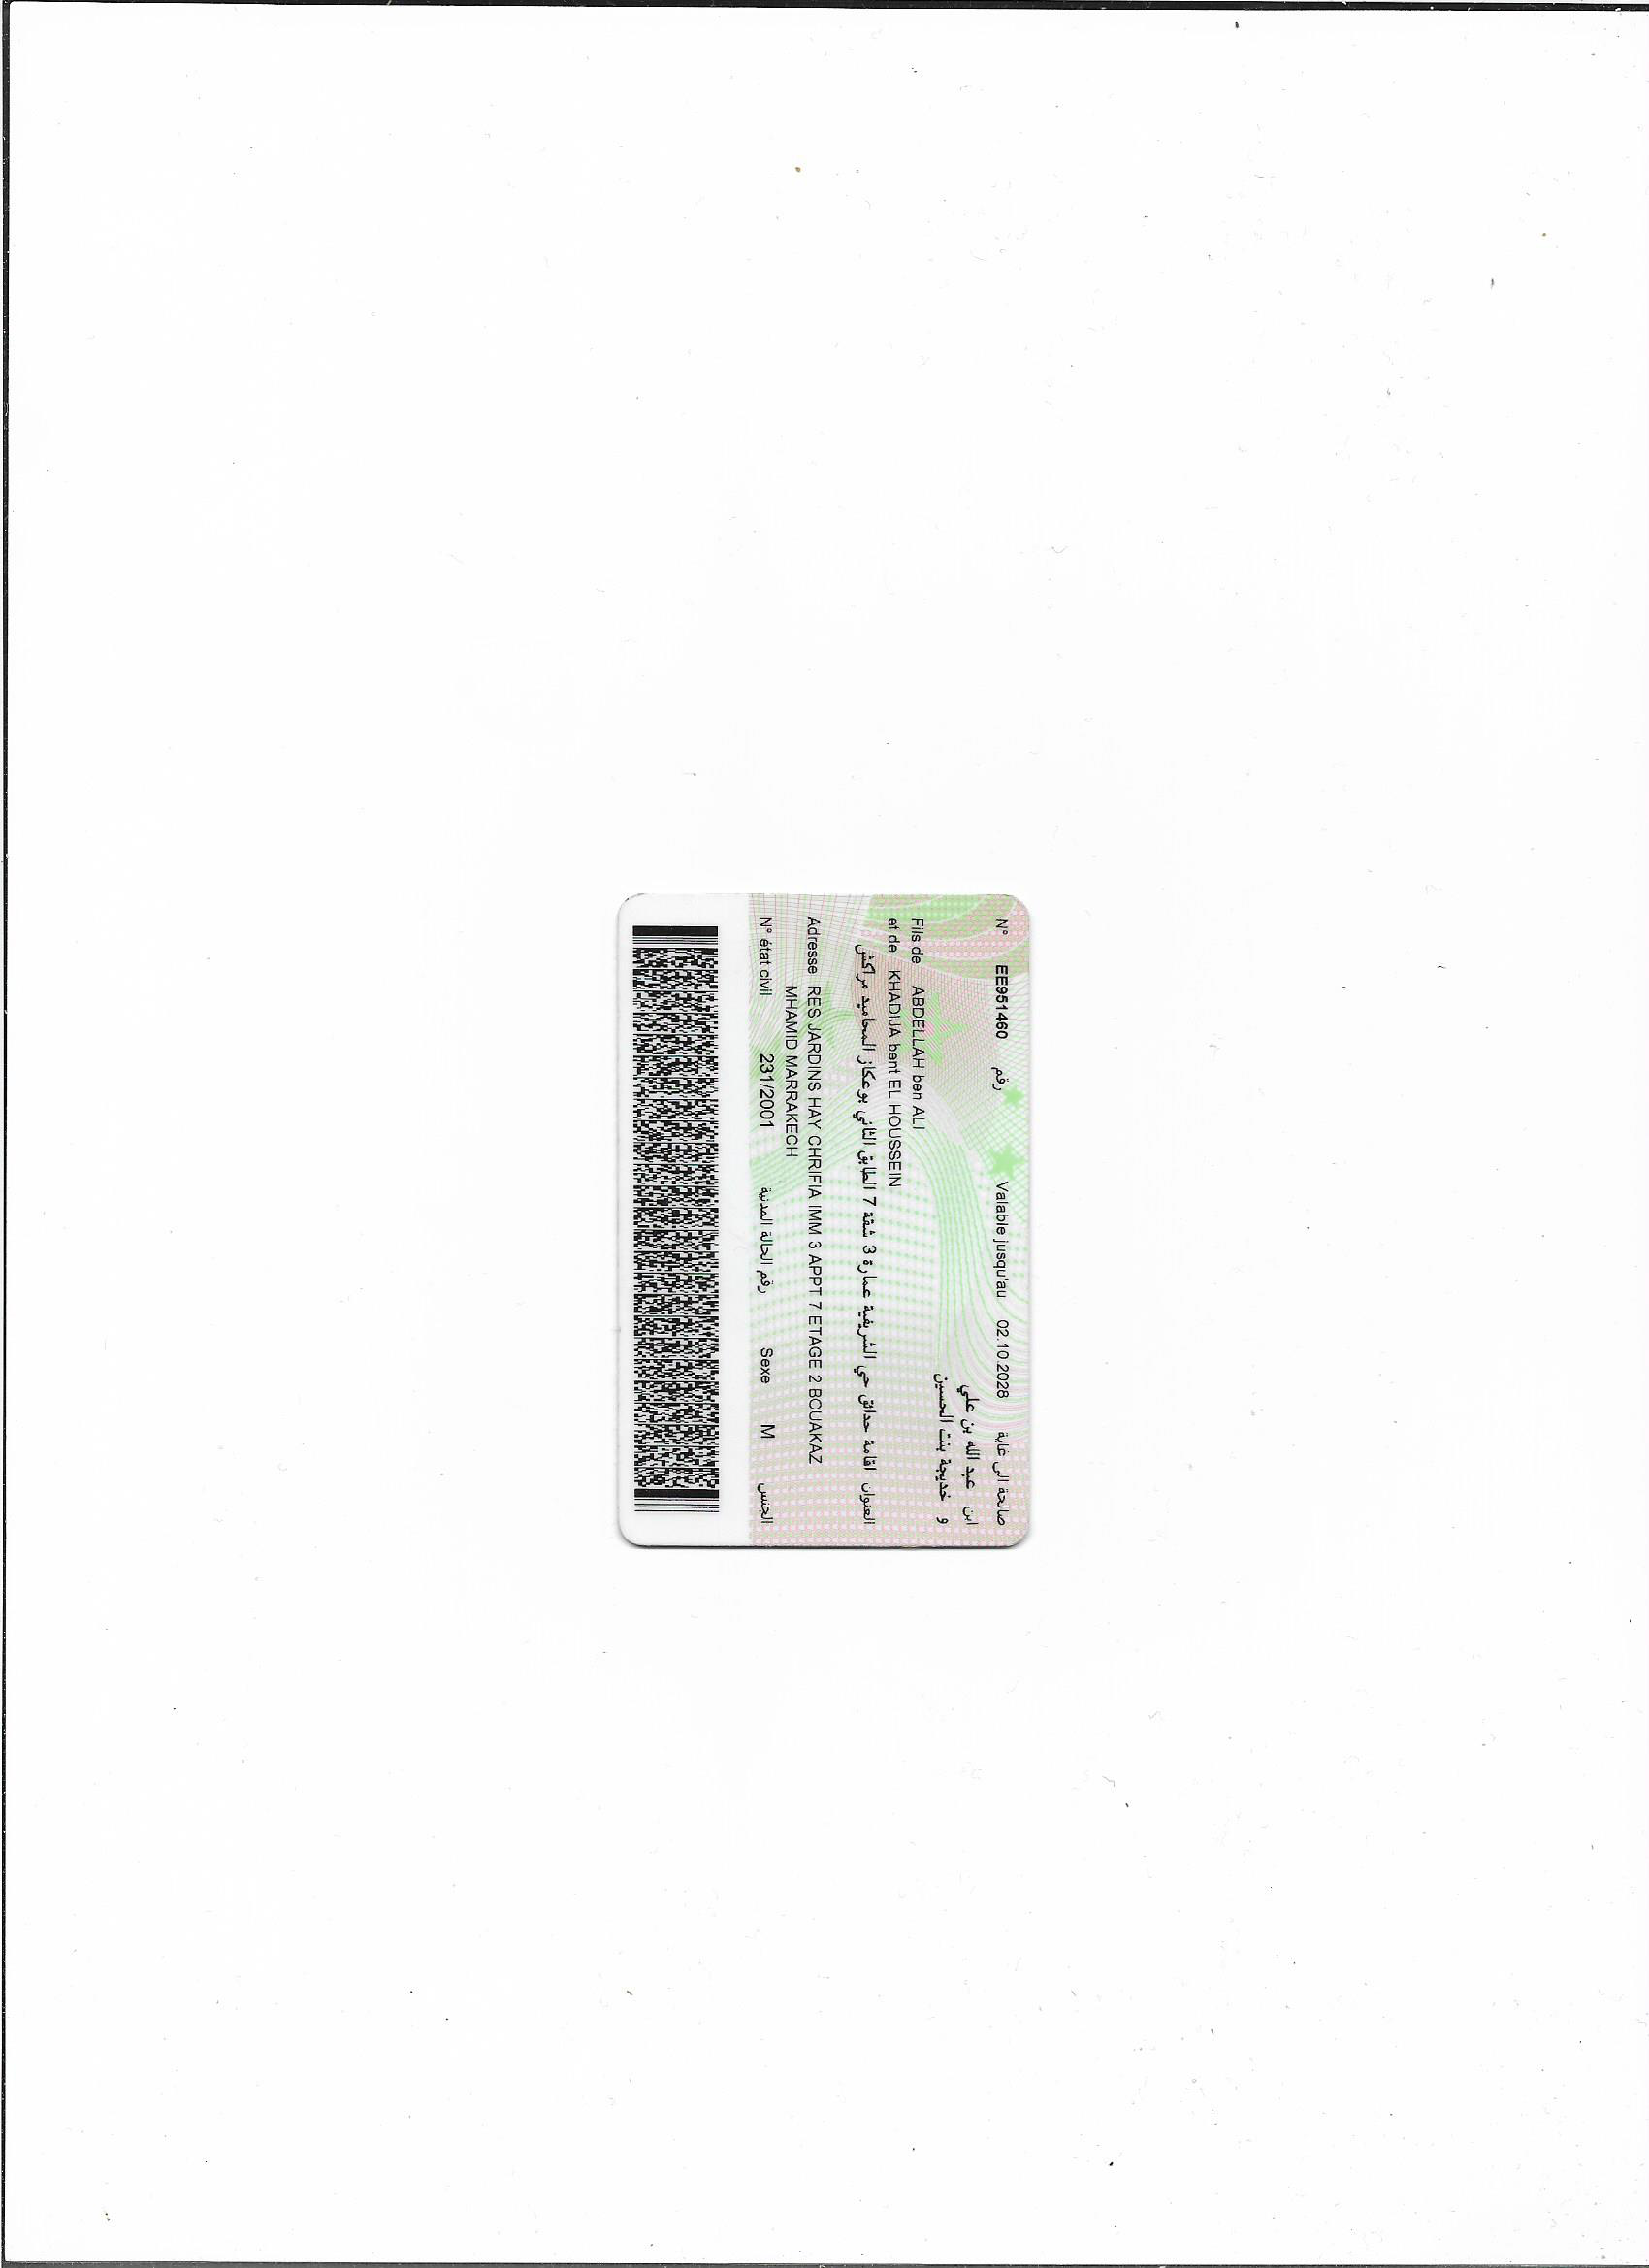 N° EE951460 رقم Valable jusqu'au 02.10.2028 صالحة الى غاية
ابن عبد الله بن علي
و خديجة بنت الحسين
Fils de ABDELLAH ben ALI
et de KHADIJA bent EL HOUSSEIN
العنوان اقامة حدائق حي الشريفية عمارة 3 شقة 7 الطابق الثاني بوعكاز المحاميد مراكش
Adresse RES JARDINS HAY CHRIFIA IMM 3 APPT 7 ETAGE 2 BOUAKAZ
MHAMID MARRAKECH
N° état civil 231/2001 رقم الحالة المدنية Sexe M الجنس